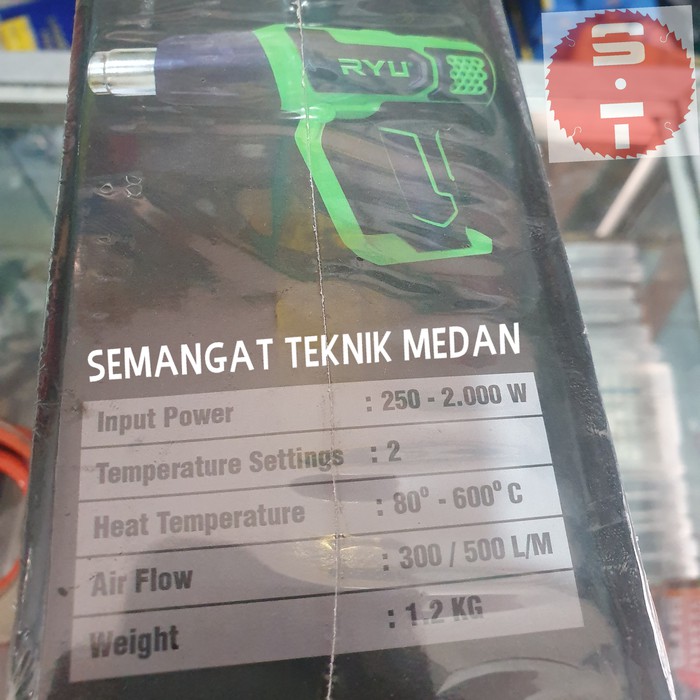 RYU
S.T
SEMANGAT TEKNIK MEDAN
Input Power : 250 - 2.000 W
Temperature Settings : 2
Heat Temperature : 80° - 600° C
Air Flow : 300 / 500 L/M
Weight : 1.2 KG